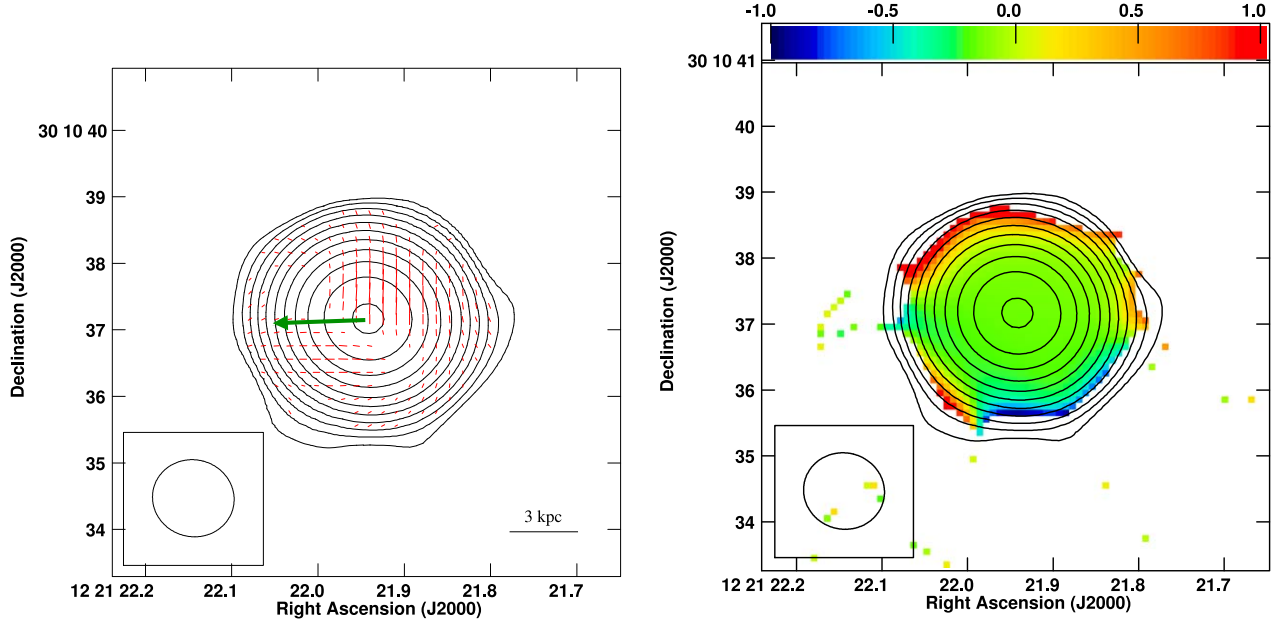 30 10 40
39
38
37
36
35
34
Declination (J2000)
3 kpc
12 21 22.2 22.1 22.0 21.9 21.8 21.7
Right Ascension (J2000)
-1.0 -0.5 0.0 0.5 1.0
30 10 41
40
39
38
37
36
35
34
Declination (J2000)
12 21 22.2 22.1 22.0 21.9 21.8 21.7
Right Ascension (J2000)